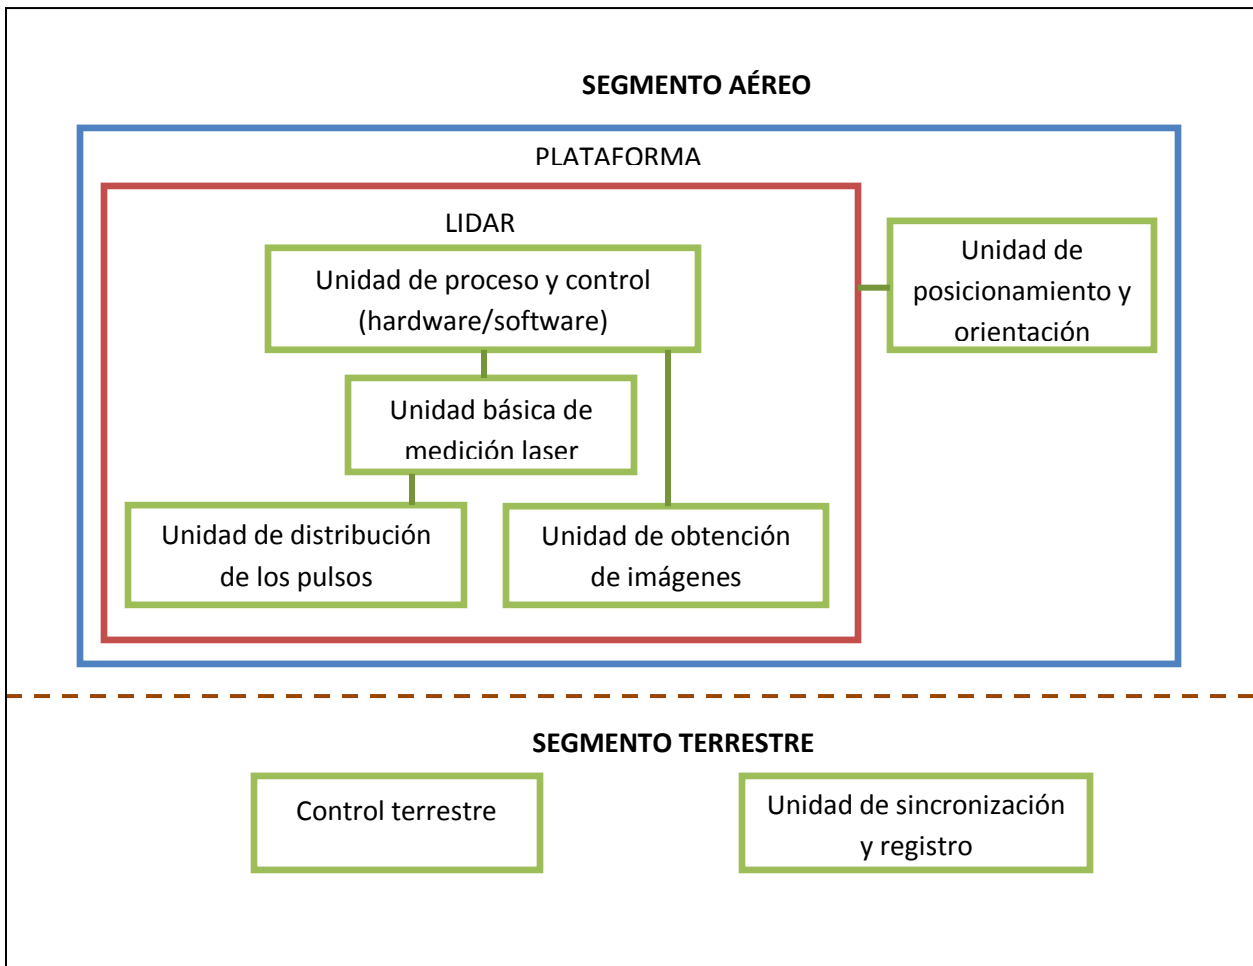 SEGMENTO AÉREO
PLATAFORMA
LIDAR
Unidad de proceso y control
(hardware/software)
Unidad básica de
medición laser
Unidad de distribución
de los pulsos
Unidad de obtención
de imágenes
Unidad de
posicionamiento y
orientación
SEGMENTO TERRESTRE
Control terrestre
Unidad de sincronización
y registro